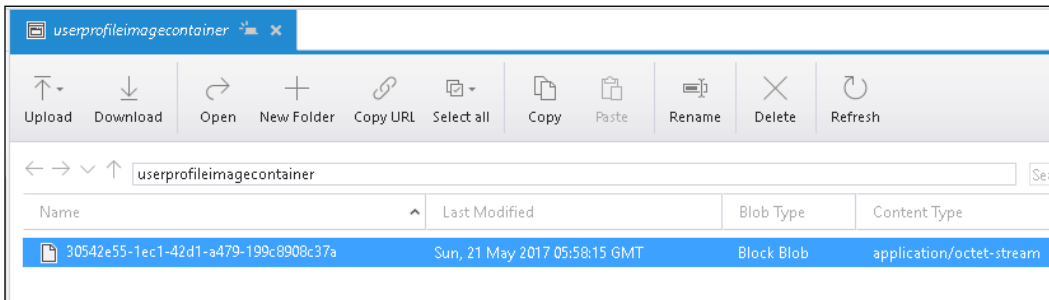 userprofileimagecontainer
Upload Download Open New Folder Copy URL Select all Copy Paste Rename Delete Refresh
userprofileimagecontainer Sea
Name Last Modified Blob Type Content Type
30542e55-1ec1-42d1-a479-199c8908c37a Sun, 21 May 2017 05:58:15 GMT Block Blob application/octet-stream